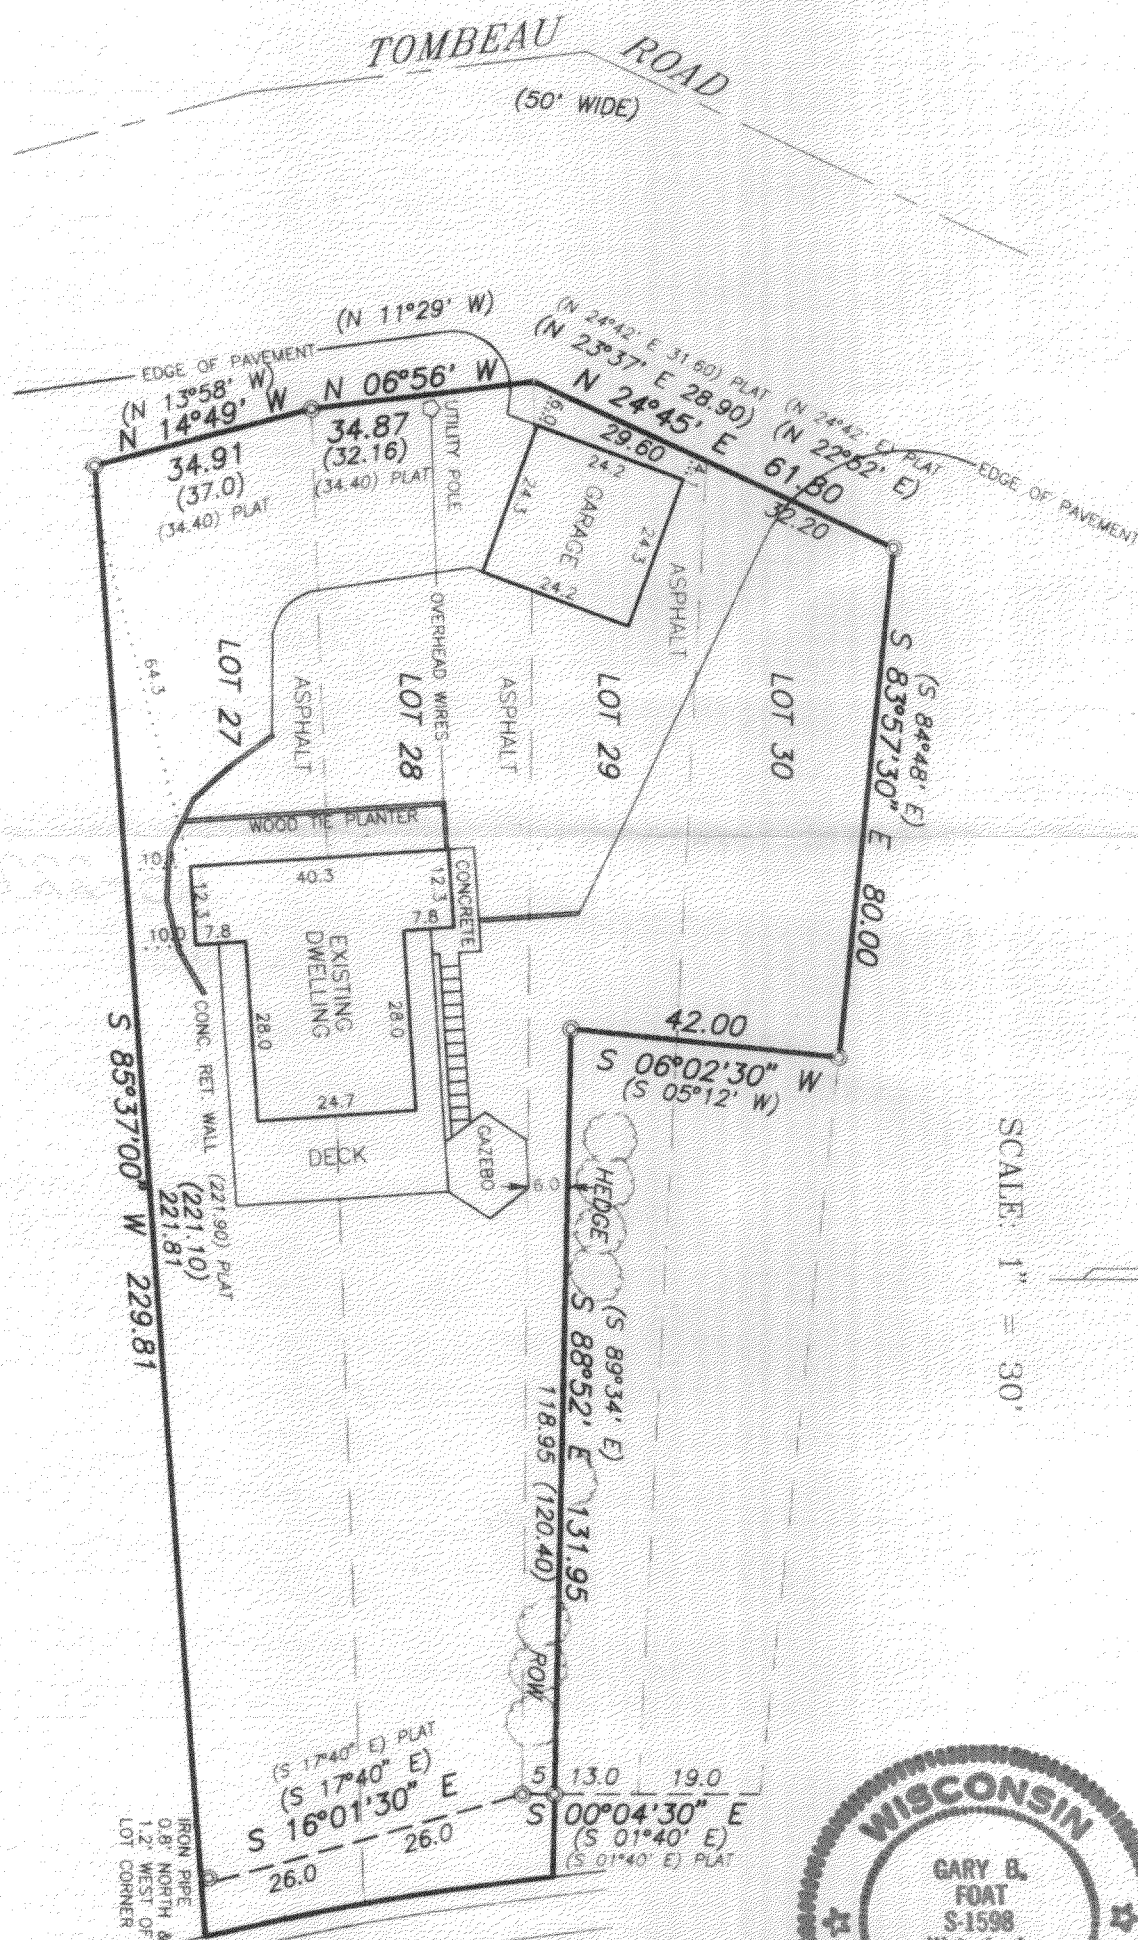 TOMBEAU ROAD
(50' WIDE)
(N 11°29' W)
EDGE OF PAVEMENT
(N 13°58' W)
N 14°49' W
N 06°56' W
34.91
(37.0)
(34.40) PLAT
34.87
(32.16)
(34.40) PLAT
UTILITY POLE
(N 24°42' E 31.60) PLAT
(N 23°37' E 28.90)
N 24°45' E 61.80
(N 24°42' E) PLAT
(N 22°52' E)
29.60
32.20
EDGE OF PAVEMENT
24.2
24.3
GARAGE
24.3
24.2
ASPHALT
OVERHEAD WIRES
LOT 27
ASPHALT
LOT 28
ASPHALT
LOT 29
LOT 30
(S 84°48' E)
S 83°57'30" E 80.00
64.3
WOOD TIE PLANTER
40.3
12.3
12.3
CONCRETE
10.0
7.8
7.8
EXISTING
DWELLING
28.0
28.0
24.7
DECK
CONC. RET. WALL
GAZEBO
42.00
S 06°02'30" W
(S 05°12' W)
6.0
HEDGE
ROW
(S 89°34' E)
S 88°52' E 131.95
118.95 (120.40)
S 85°37'00" W 229.81
(221.90) PLAT
(221.10)
221.81
SCALE: 1" = 30'
(S 17°40" E) PLAT
(S 17°40" E)
S 16°01'30" E
26.0
26.0
5
13.0
19.0
S 00°04'30" E
(S 01°40' E)
(S 01°40' E) PLAT
IRON PIPE
0.8' NORTH &
1.2' WEST OF
LOT CORNER
WISCONSIN
GARY B.
FOAT
S-1598